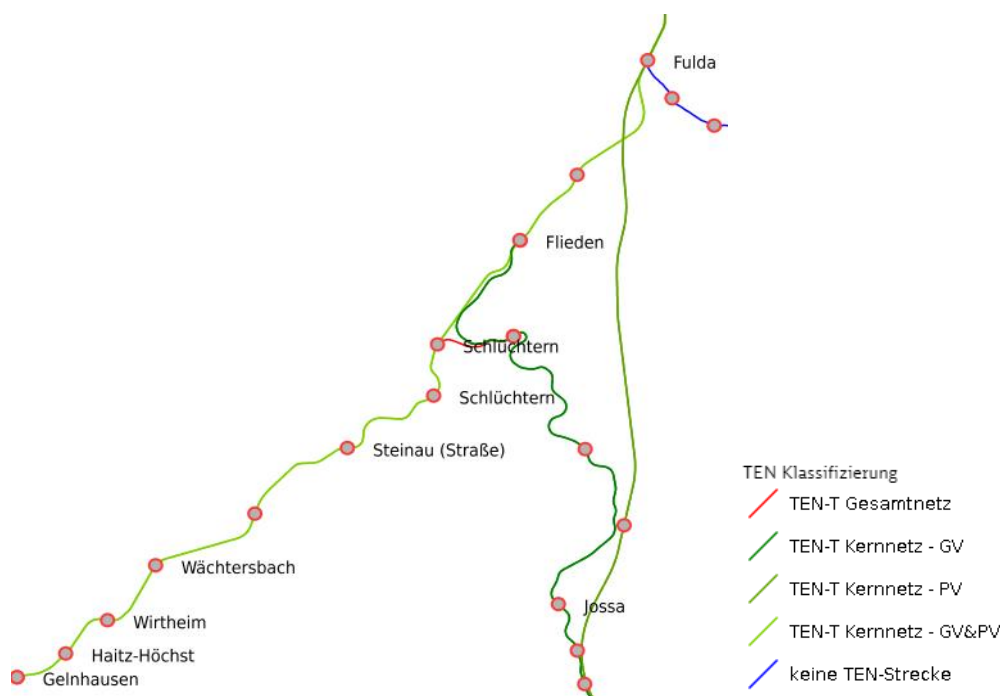 Fulda
Flieden
Schlüchtern
Schlüchtern
Steinau (Straße)
Wächtersbach
Jossa
Wirtheim
Haitz-Höchst
Gelnhausen
TEN Klassifizierung
TEN-T Gesamtnetz
TEN-T Kernnetz - GV
TEN-T Kernnetz - PV
TEN-T Kernnetz - GV&PV
keine TEN-Strecke